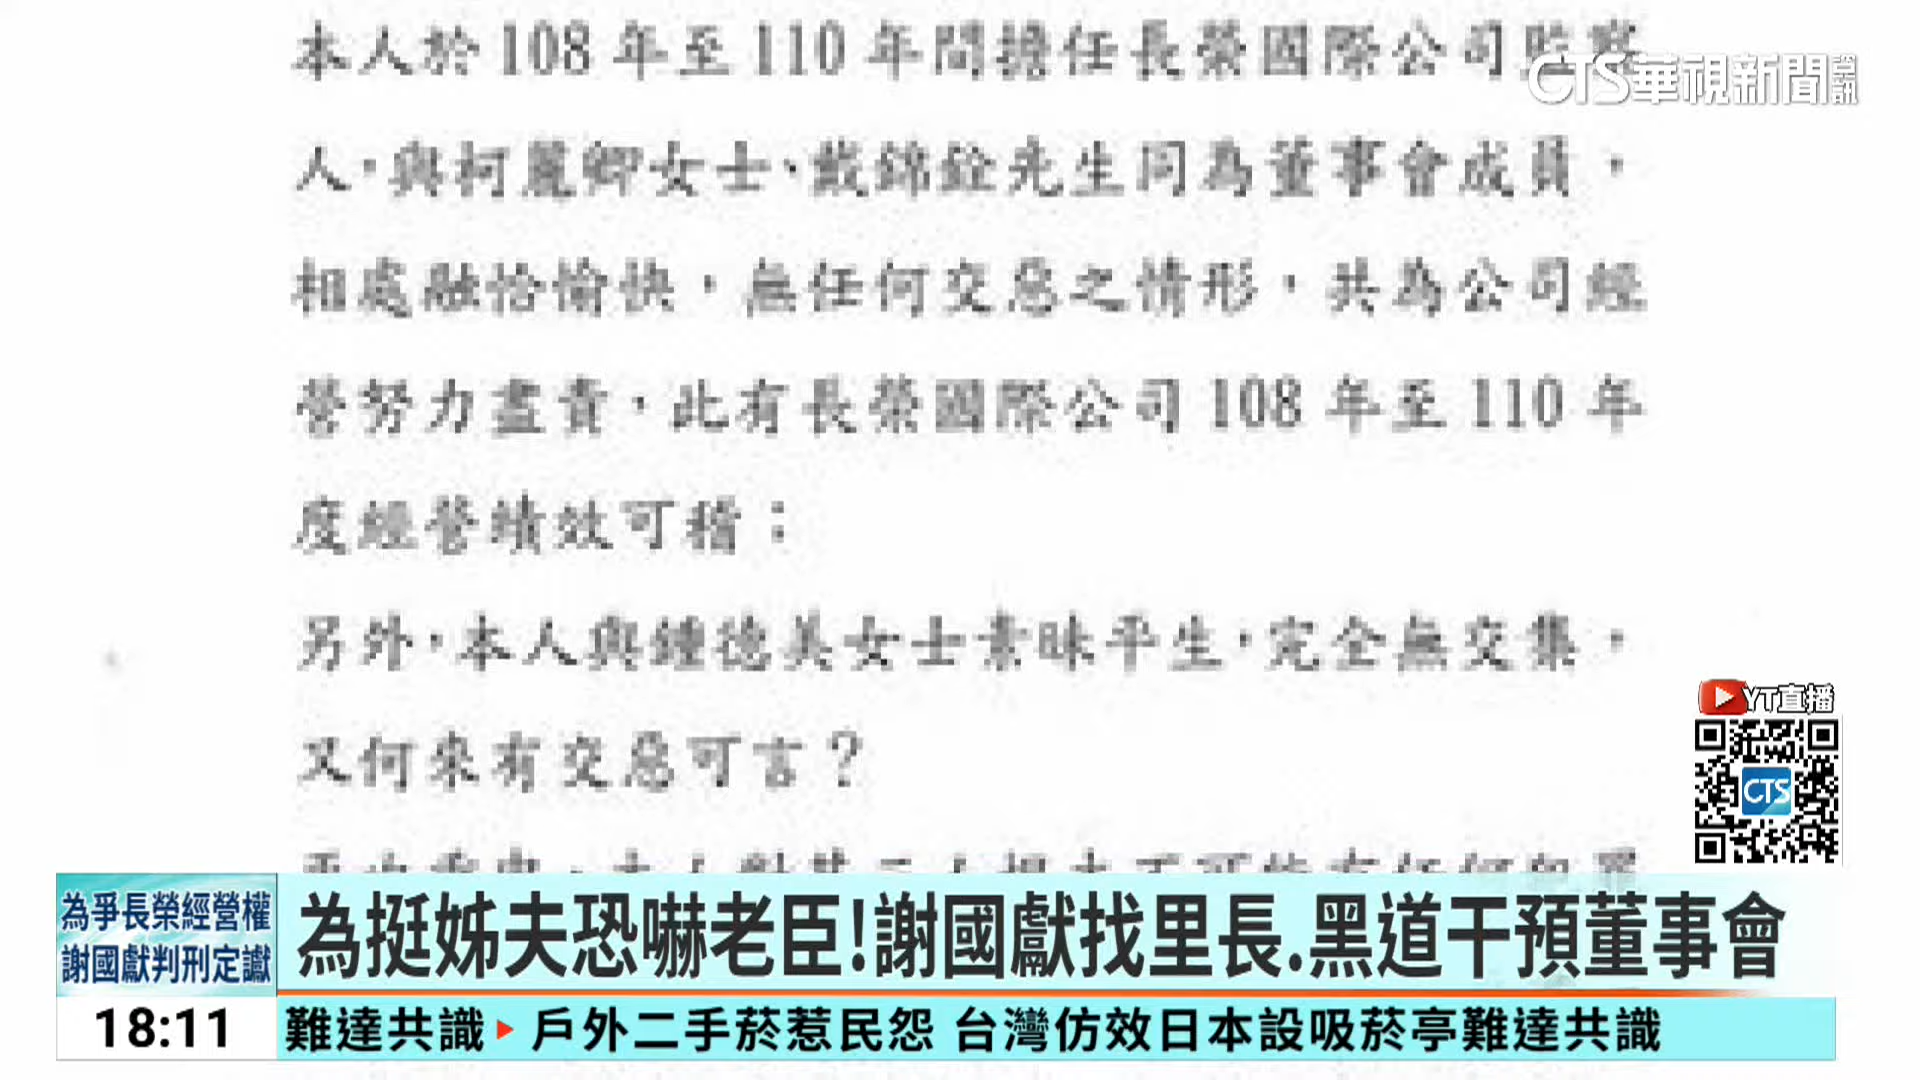 本人於108年至110年間擔任長榮國際公司監察
人，與柯麗卿女士、戴錦銓先生同為董事會成員，
相處融恰愉快，無任何交惡之情形，共為公司經
營努力盡責，此有長榮國際公司108年至110年
度經營績效可稽；
另外，本人與鍾德美女士素昧平生，完全無交集，
又何來有交惡可言？
CTS華視新聞資訊
YT直播
CTS
為爭長榮經營權
謝國獻判刑定讞
為挺姊夫恐嚇老臣!謝國獻找里長.黑道干預董事會
18:11
難達共識▶戶外二手菸惹民怨 台灣仿效日本設吸菸亭難達共識